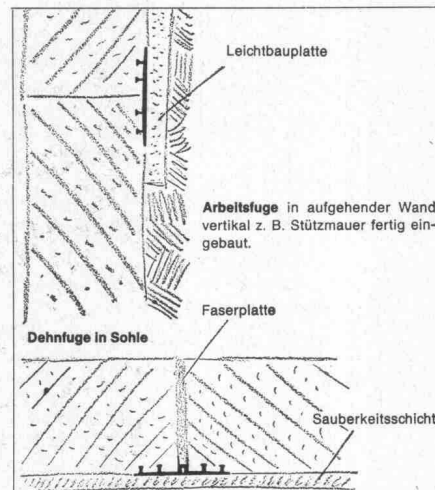 Leichtbauplatte
Arbeitsfuge in aufgehender Wand
vertikal z. B. Stützmauer fertig ein-
gebaut.
Faserplatte
Dehnfuge in Sohle
Sauberkeitsschicht